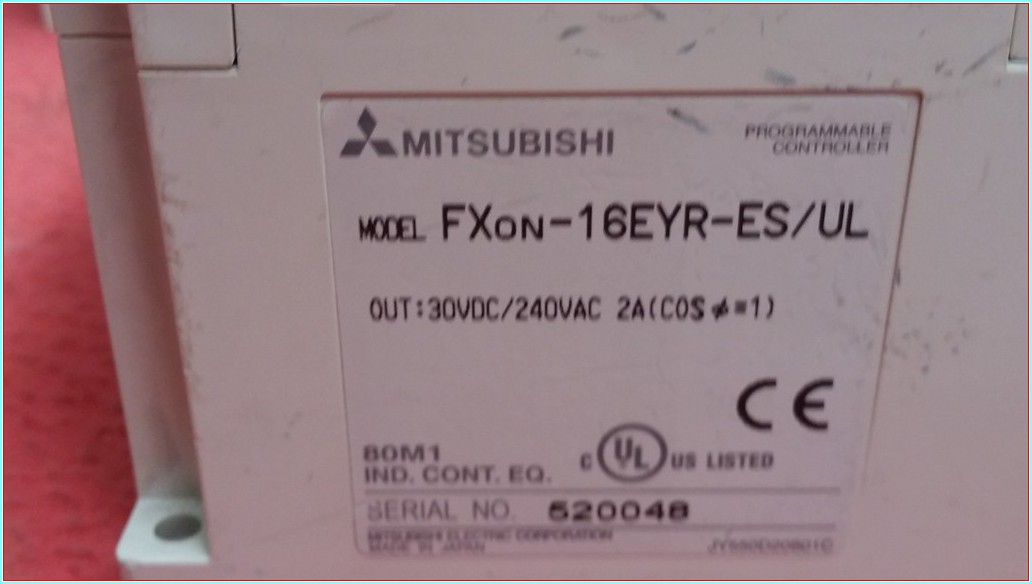 MITSUBISHI
PROGRAMMABLE
CONTROLLER
MODEL FX0N-16EYR-ES/UL
OUT:30VDC/240VAC 2A(COS φ=1)
CE
80M1
IND. CONT. EQ.
C UL US LISTED
SERIAL NO. 520048
MITSUBISHI ELECTRIC CORPORATION
MADE IN JAPAN